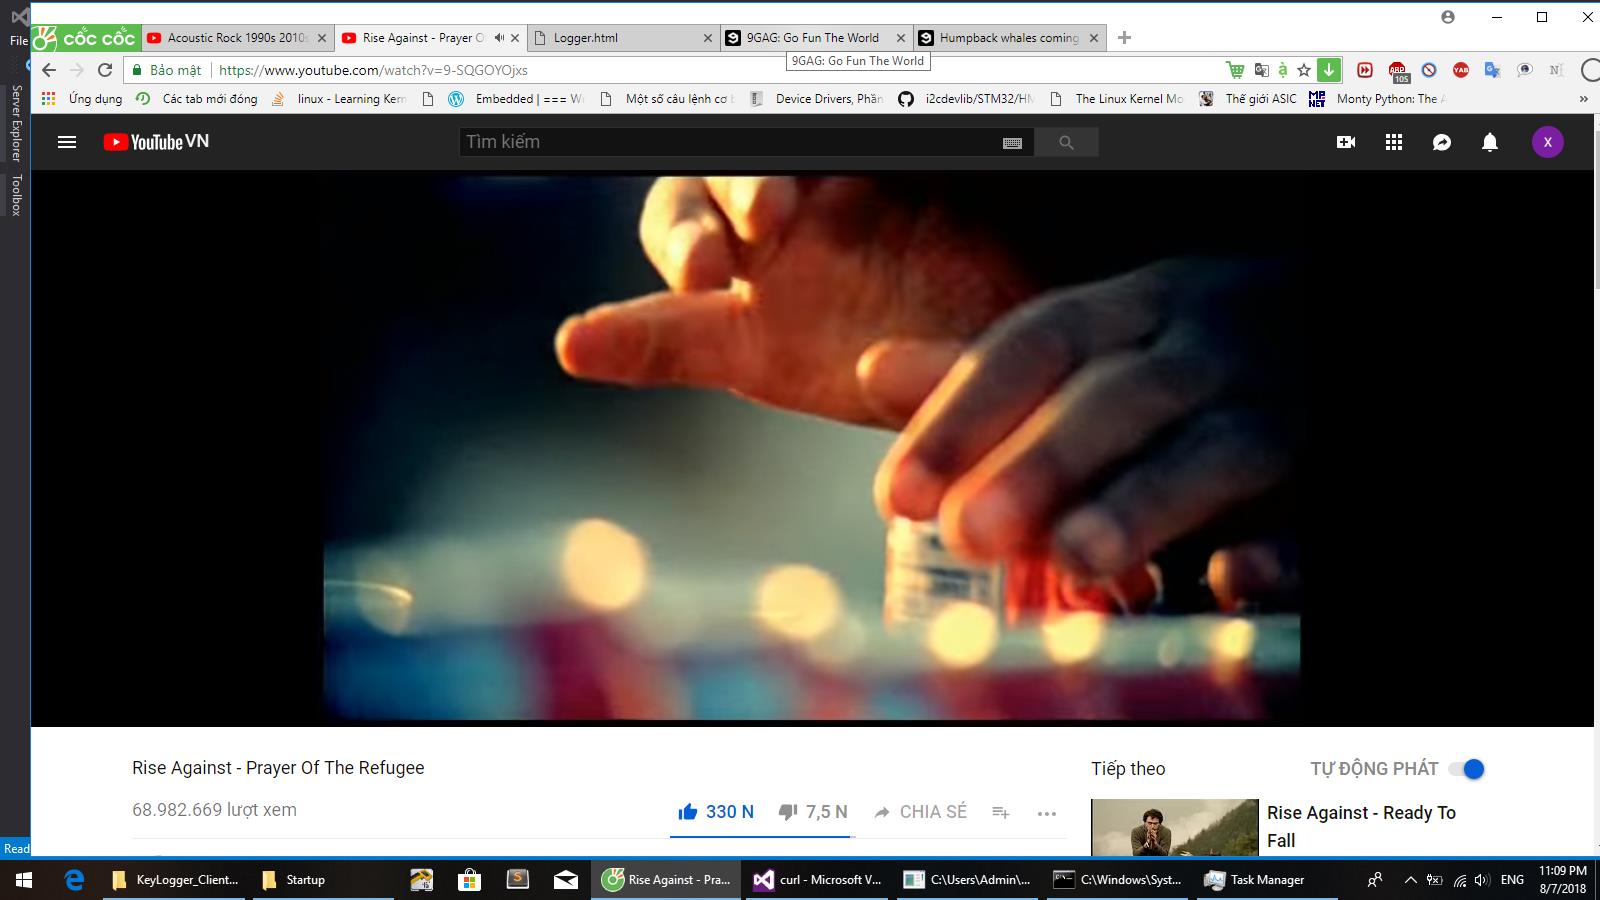 File
CỐC CỐC
Acoustic Rock 1990s 2010s
Rise Against - Prayer O
Logger.html
9GAG: Go Fun The World
Humpback whales coming
9GAG: Go Fun The World
Bảo mật
https://www.youtube.com/watch?v=9-SQGOYOjxs
105
YAB
Ứng dụng
Các tab mới đóng
linux - Learning Kern
Embedded | === W
Một số câu lệnh cơ b
Device Drivers, Phần
i2cdevlib/STM32/HM
The Linux Kernel Mo
Thế giới ASIC
Monty Python: The A
»
Server Explorer
Toolbox
YouTube VN
Tìm kiếm
X
Rise Against - Prayer Of The Refugee
68.982.669 lượt xem
330 N
7,5 N
CHIA SẺ
Tiếp theo
TỰ ĐỘNG PHÁT
Rise Against - Ready To
Fall
Read
KeyLogger_Client...
Startup
Rise Against - Pra...
curl - Microsoft V...
C:\Users\Admin\...
C:\Windows\Syst...
Task Manager
ENG
11:09 PM
8/7/2018